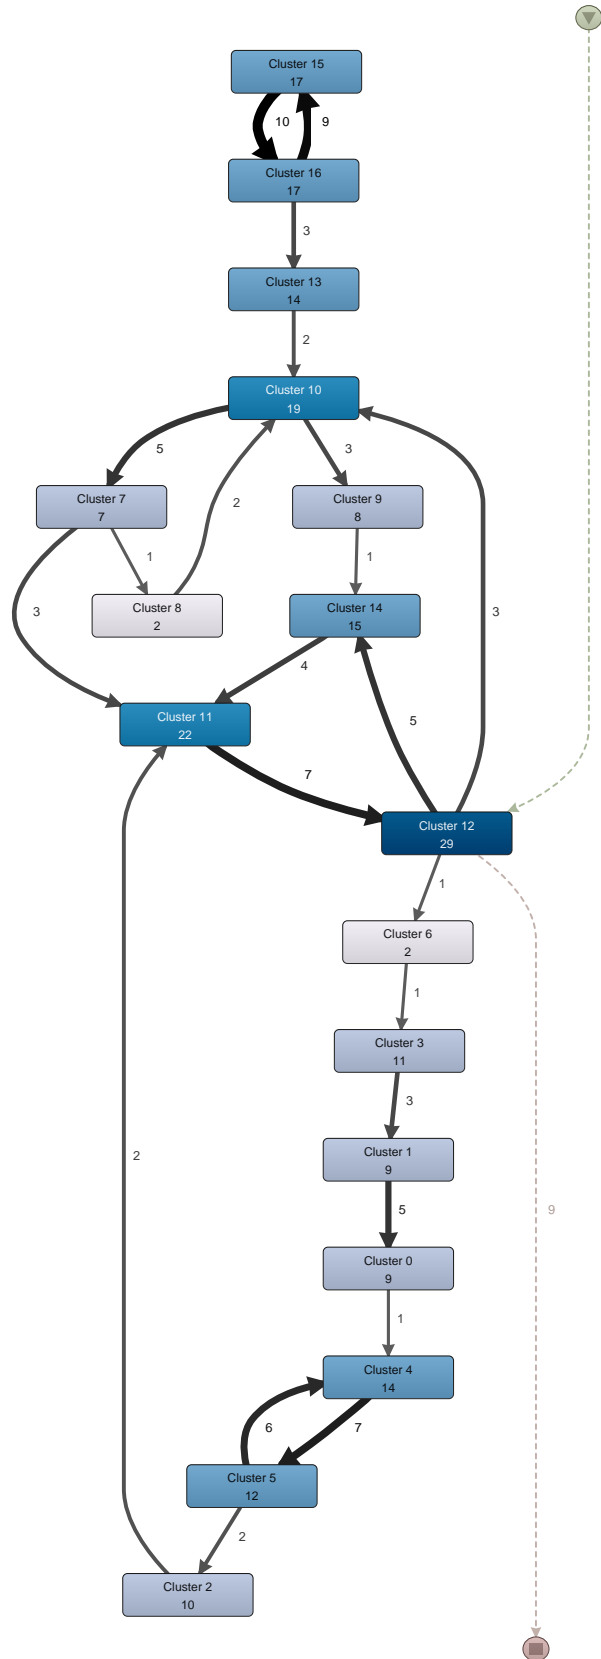 Cluster 15
17
10
9
Cluster 16
17
3
Cluster 13
14
2
Cluster 10
19
5
3
2
Cluster 7
7
Cluster 9
8
1
1
Cluster 8
2
Cluster 14
15
3
3
4
Cluster 11
22
5
7
Cluster 12
29
1
Cluster 6
2
1
Cluster 3
11
3
Cluster 1
9
2
5
9
Cluster 0
9
1
Cluster 4
14
6
7
Cluster 5
12
2
Cluster 2
10